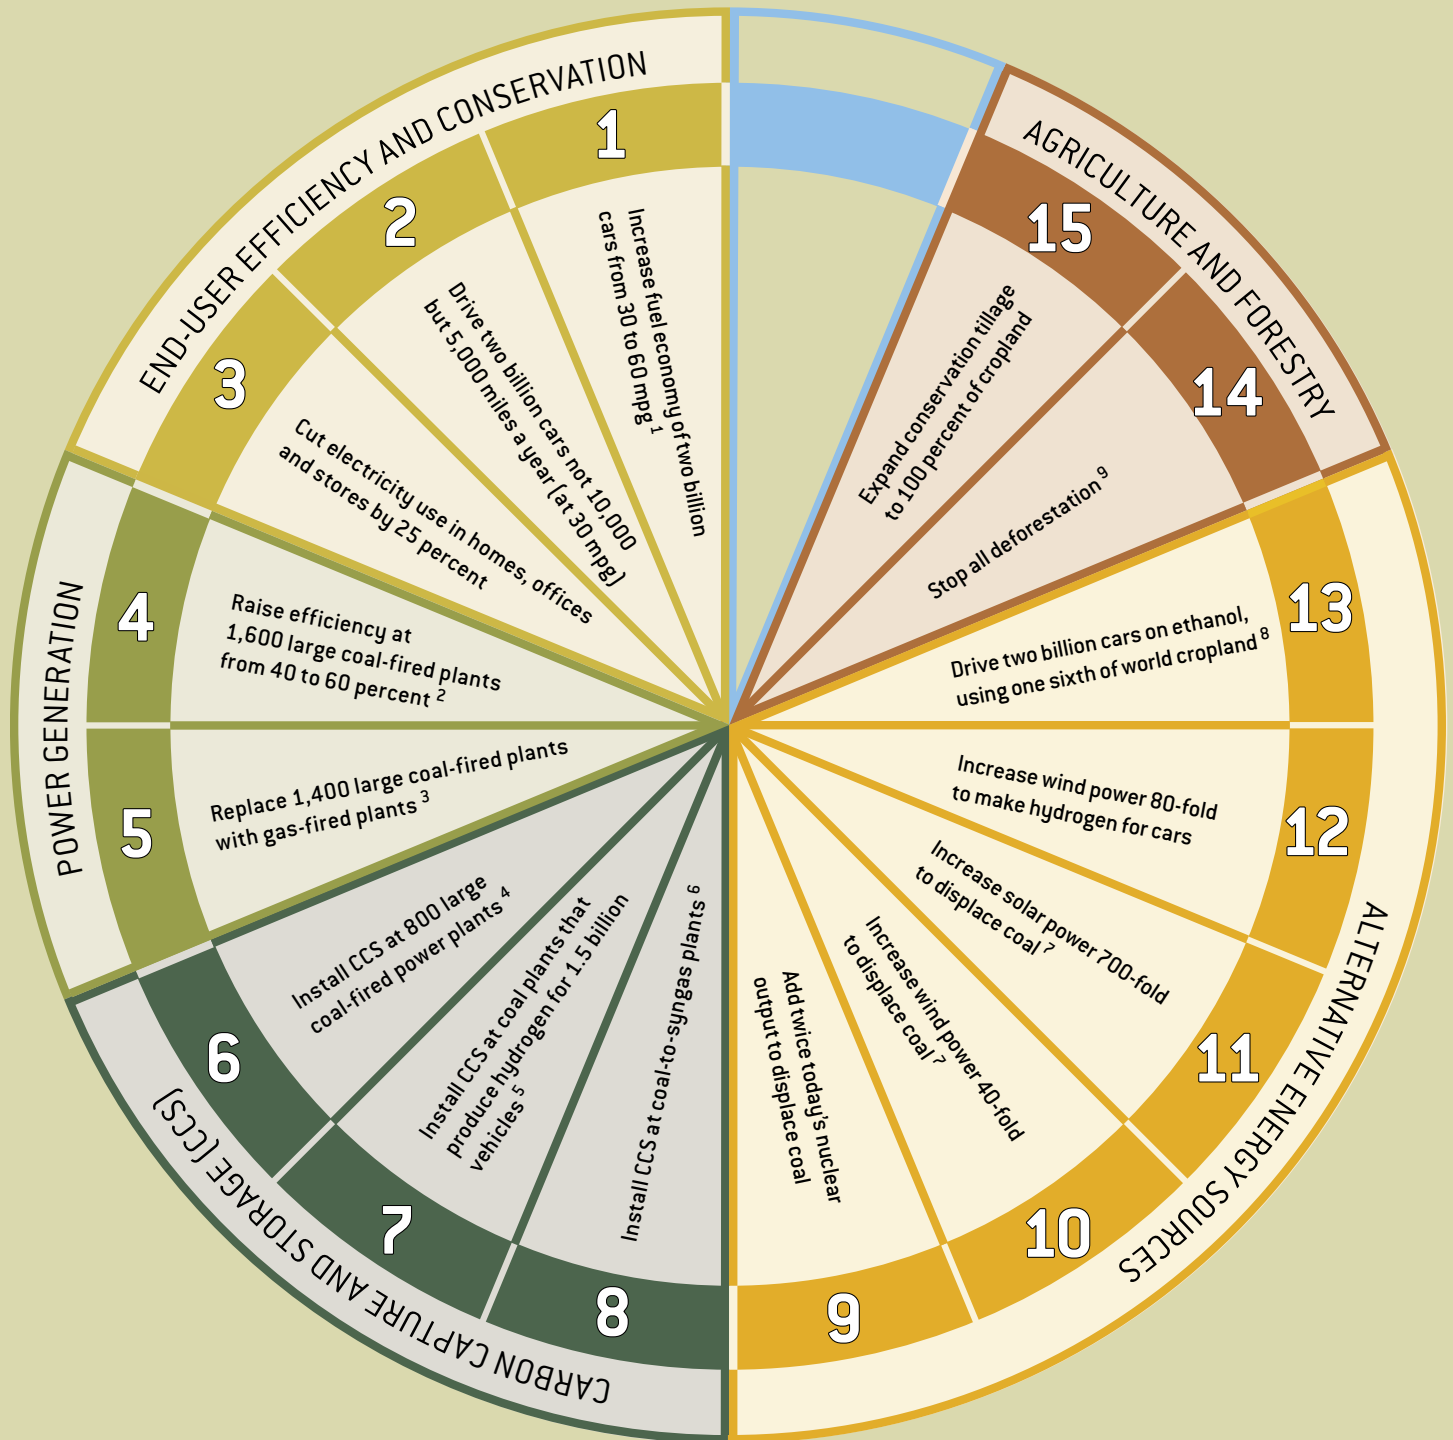 END-USER EFFICIENCY AND CONSERVATION
1
Increase fuel economy of two billion
cars from 30 to 60 mpg 1
2
Drive two billion cars not 10,000
but 5,000 miles a year (at 30 mpg)
3
Cut electricity use in homes, offices
and stores by 25 percent
POWER GENERATION
4
Raise efficiency at
1,600 large coal-fired plants
from 40 to 60 percent 2
5
Replace 1,400 large coal-fired plants
with gas-fired plants 3
CARBON CAPTURE AND STORAGE (CCS)
6
Install CCS at 800 large
coal-fired power plants 4
7
Install CCS at coal plants that
produce hydrogen for 1.5 billion
vehicles 5
8
Install CCS at coal-to-syngas plants 6
ALTERNATIVE ENERGY SOURCES
9
Add twice today's nuclear
output to displace coal
10
Increase wind power 40-fold
to displace coal 7
11
Increase solar power 700-fold
to displace coal 7
12
Increase wind power 80-fold
to make hydrogen for cars
13
Drive two billion cars on ethanol,
using one sixth of world cropland 8
AGRICULTURE AND FORESTRY
14
Stop all deforestation 9
15
Expand conservation tillage
to 100 percent of cropland